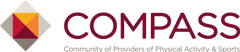 COMPASS
Community of Providers of Physical Activity & Sports